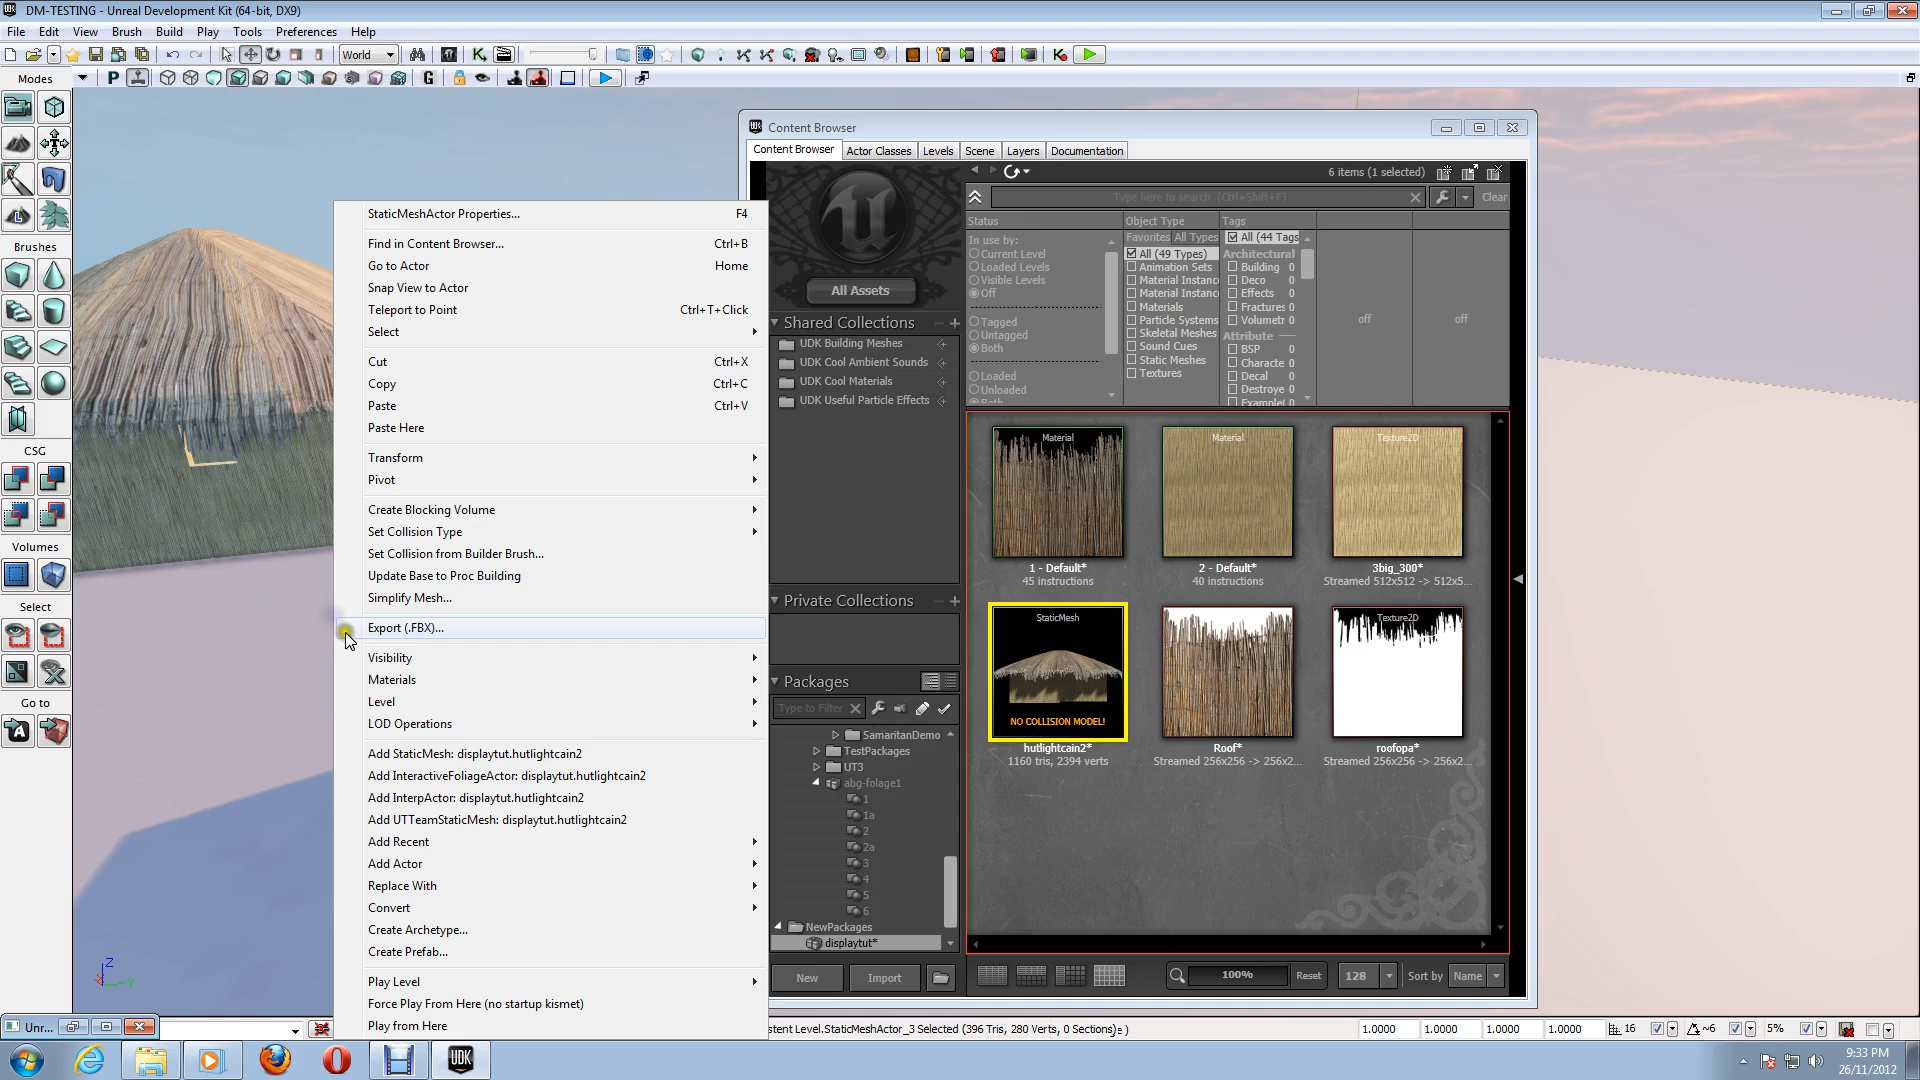 DM-TESTING - Unreal Development Kit (64-bit, DX9)
File Edit View Brush Build Play Tools Preferences Help
World
Modes
P
G
Brushes
CSG
Volumes
Select
Go to
StaticMeshActor Properties... F4
Find in Content Browser... Ctrl+B
Go to Actor Home
Snap View to Actor
Teleport to Point Ctrl+T+Click
Select
Cut Ctrl+X
Copy Ctrl+C
Paste Ctrl+V
Paste Here
Transform
Pivot
Create Blocking Volume
Set Collision Type
Set Collision from Builder Brush...
Update Base to Proc Building
Simplify Mesh...
Export (.FBX)...
Visibility
Materials
Level
LOD Operations
Add StaticMesh: displaytut.hutlightcain2
Add InteractiveFoliageActor: displaytut.hutlightcain2
Add InterpActor: displaytut.hutlightcain2
Add UTTeamStaticMesh: displaytut.hutlightcain2
Add Recent
Add Actor
Replace With
Convert
Create Archetype...
Create Prefab...
Play Level
Force Play From Here (no startup kismet)
Play from Here
Content Browser
Content Browser Actor Classes Levels Scene Layers Documentation
6 items (1 selected)
Type here to search (Ctrl+Shift+F) Clear
All Assets
Shared Collections
UDK Building Meshes
UDK Cool Ambient Sounds
UDK Cool Materials
UDK Useful Particle Effects
Private Collections
Packages
Type to Filter
SamaritanDemo
TestPackages
UT3
abg-folage1
1
1a
2
2a
3
4
5
6
NewPackages
displaytut*
New Import
Status
In use by:
Current Level
Loaded Levels
Visible Levels
Off
Tagged
Untagged
Both
Loaded
Unloaded
Both
Object Type
Favorites All Types
All (49 Types)
Animation Sets
Material Instanc
Material Instanc
Materials
Particle Systems
Skeletal Meshes
Sound Cues
Static Meshes
Textures
Tags
All (44 Tags
Architectural
Building 0
Deco 0
Effects 0
Fractures 0
Volumetr 0
Attribute
BSP 0
Characte 0
Decal 0
Destroye 0
Example( 0
off off
Material
1 - Default*
45 instructions
Material
2 - Default*
40 instructions
Texture2D
3big_300*
Streamed 512x512 -> 512x5...
StaticMesh
NO COLLISION MODEL!
hutlightcain2*
1160 tris, 2394 verts
Roof*
Streamed 256x256 -> 256x2...
Texture2D
roofopa*
Streamed 256x256 -> 256x2...
100% Reset 128 Sort by Name
Z
Y
X
Unr...
stent Level.StaticMeshActor_3 Selected (396 Tris, 280 Verts, 0 Sections)
1.0000 1.0000 1.0000 1.0000 16 ~6 5%
UDK
9:33 PM
26/11/2012